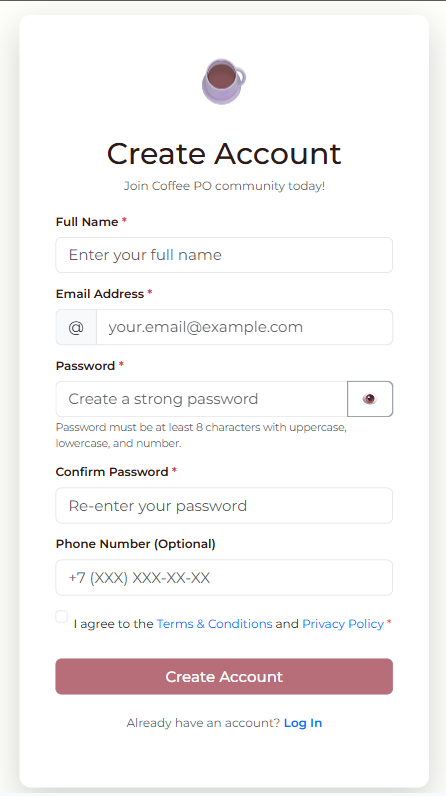 Create Account
Join Coffee PO community today!
Full Name *
Enter your full name
Email Address *
@ your.email@example.com
Password *
Create a strong password
Password must be at least 8 characters with uppercase,
lowercase, and number.
Confirm Password *
Re-enter your password
Phone Number (Optional)
+7 (XXX) XXX-XX-XX
I agree to the Terms & Conditions and Privacy Policy *
Create Account
Already have an account? Log In